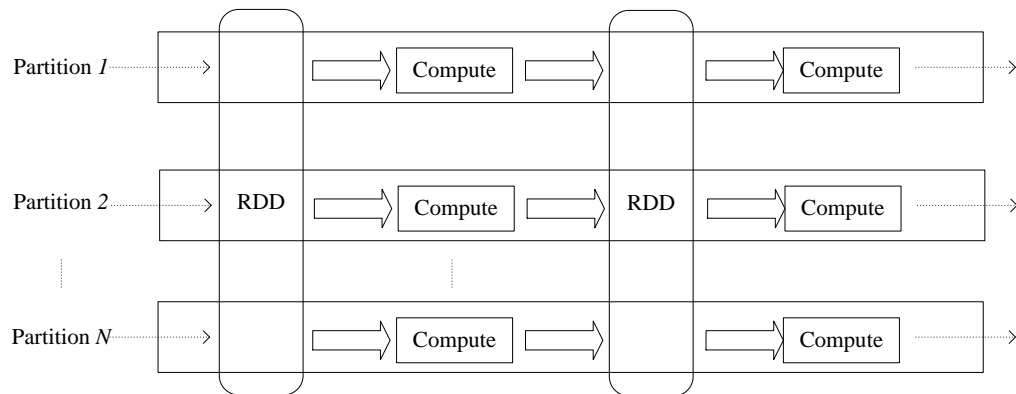 Partition 1
Compute
Compute
Partition 2
RDD
Compute
RDD
Compute
Partition N
Compute
Compute